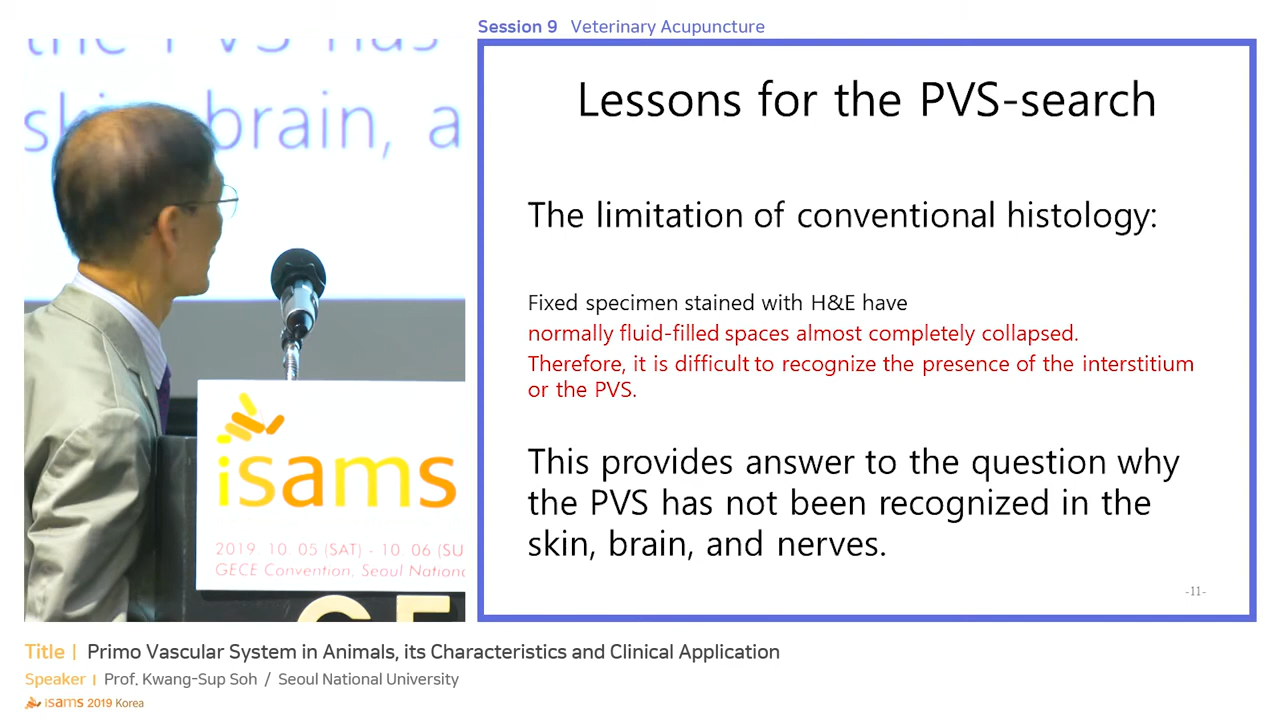 Session 9 Veterinary Acupuncture
the PVS has
skin, brain, a
isams
2019 10 05 (SAT) - 10 06 (SU
GECE Convention, Seoul Nationa
Lessons for the PVS-search
The limitation of conventional histology:
Fixed specimen stained with H&E have
normally fluid-filled spaces almost completely collapsed.
Therefore, it is difficult to recognize the presence of the interstitium
or the PVS.
This provides answer to the question why
the PVS has not been recognized in the
skin, brain, and nerves.
-11-
Title | Primo Vascular System in Animals, its Characteristics and Clinical Application
Speaker | Prof. Kwang-Sup Soh / Seoul National University
isams 2019 Korea